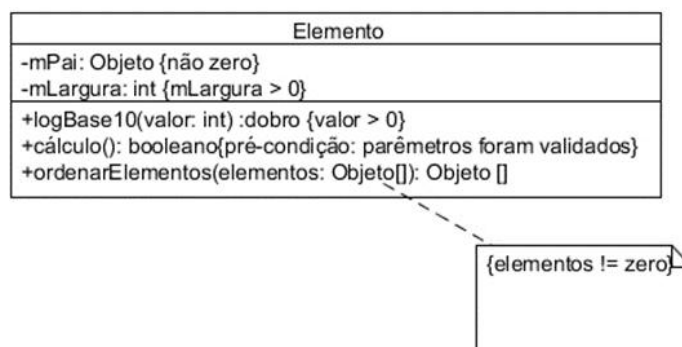 Elemento
-mPai: Objeto {não zero}
-mLargura: int {mLargura > 0}
+logBase10(valor: int) :dobro {valor > 0}
+cálculo(): booleano{pré-condição: parêmetros foram validados}
+ordenarElementos(elementos: Objeto[]): Objeto []
{elementos != zero}